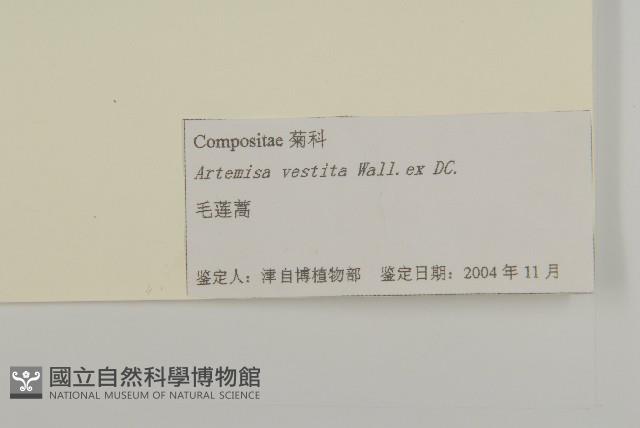 Compositae 菊科
Artemisa vestita Wall.ex DC.
毛莲蒿
鉴定人：津自博植物部 鉴定日期：2004 年 11 月
國立自然科學博物館
NATIONAL MUSEUM OF NATURAL SCIENCE